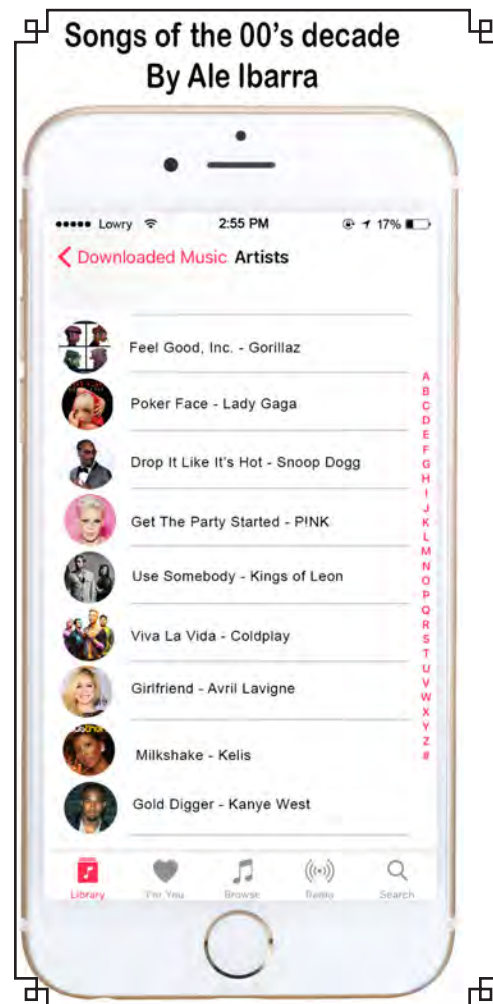 Songs of the 00's decade
By Ale Ibarra
Lowry 2:55 PM 17%
Downloaded Music Artists
Feel Good, Inc. - Gorillaz
Poker Face - Lady Gaga
Drop It Like It's Hot - Snoop Dogg
Get The Party Started - P!NK
Use Somebody - Kings of Leon
Viva La Vida - Coldplay
Girlfriend - Avril Lavigne
Milkshake - Kelis
Gold Digger - Kanye West
A
B
C
D
E
F
G
H
I
J
K
L
M
N
O
P
Q
R
S
T
U
V
W
X
Y
Z
#
Library For You Browse Radio Search